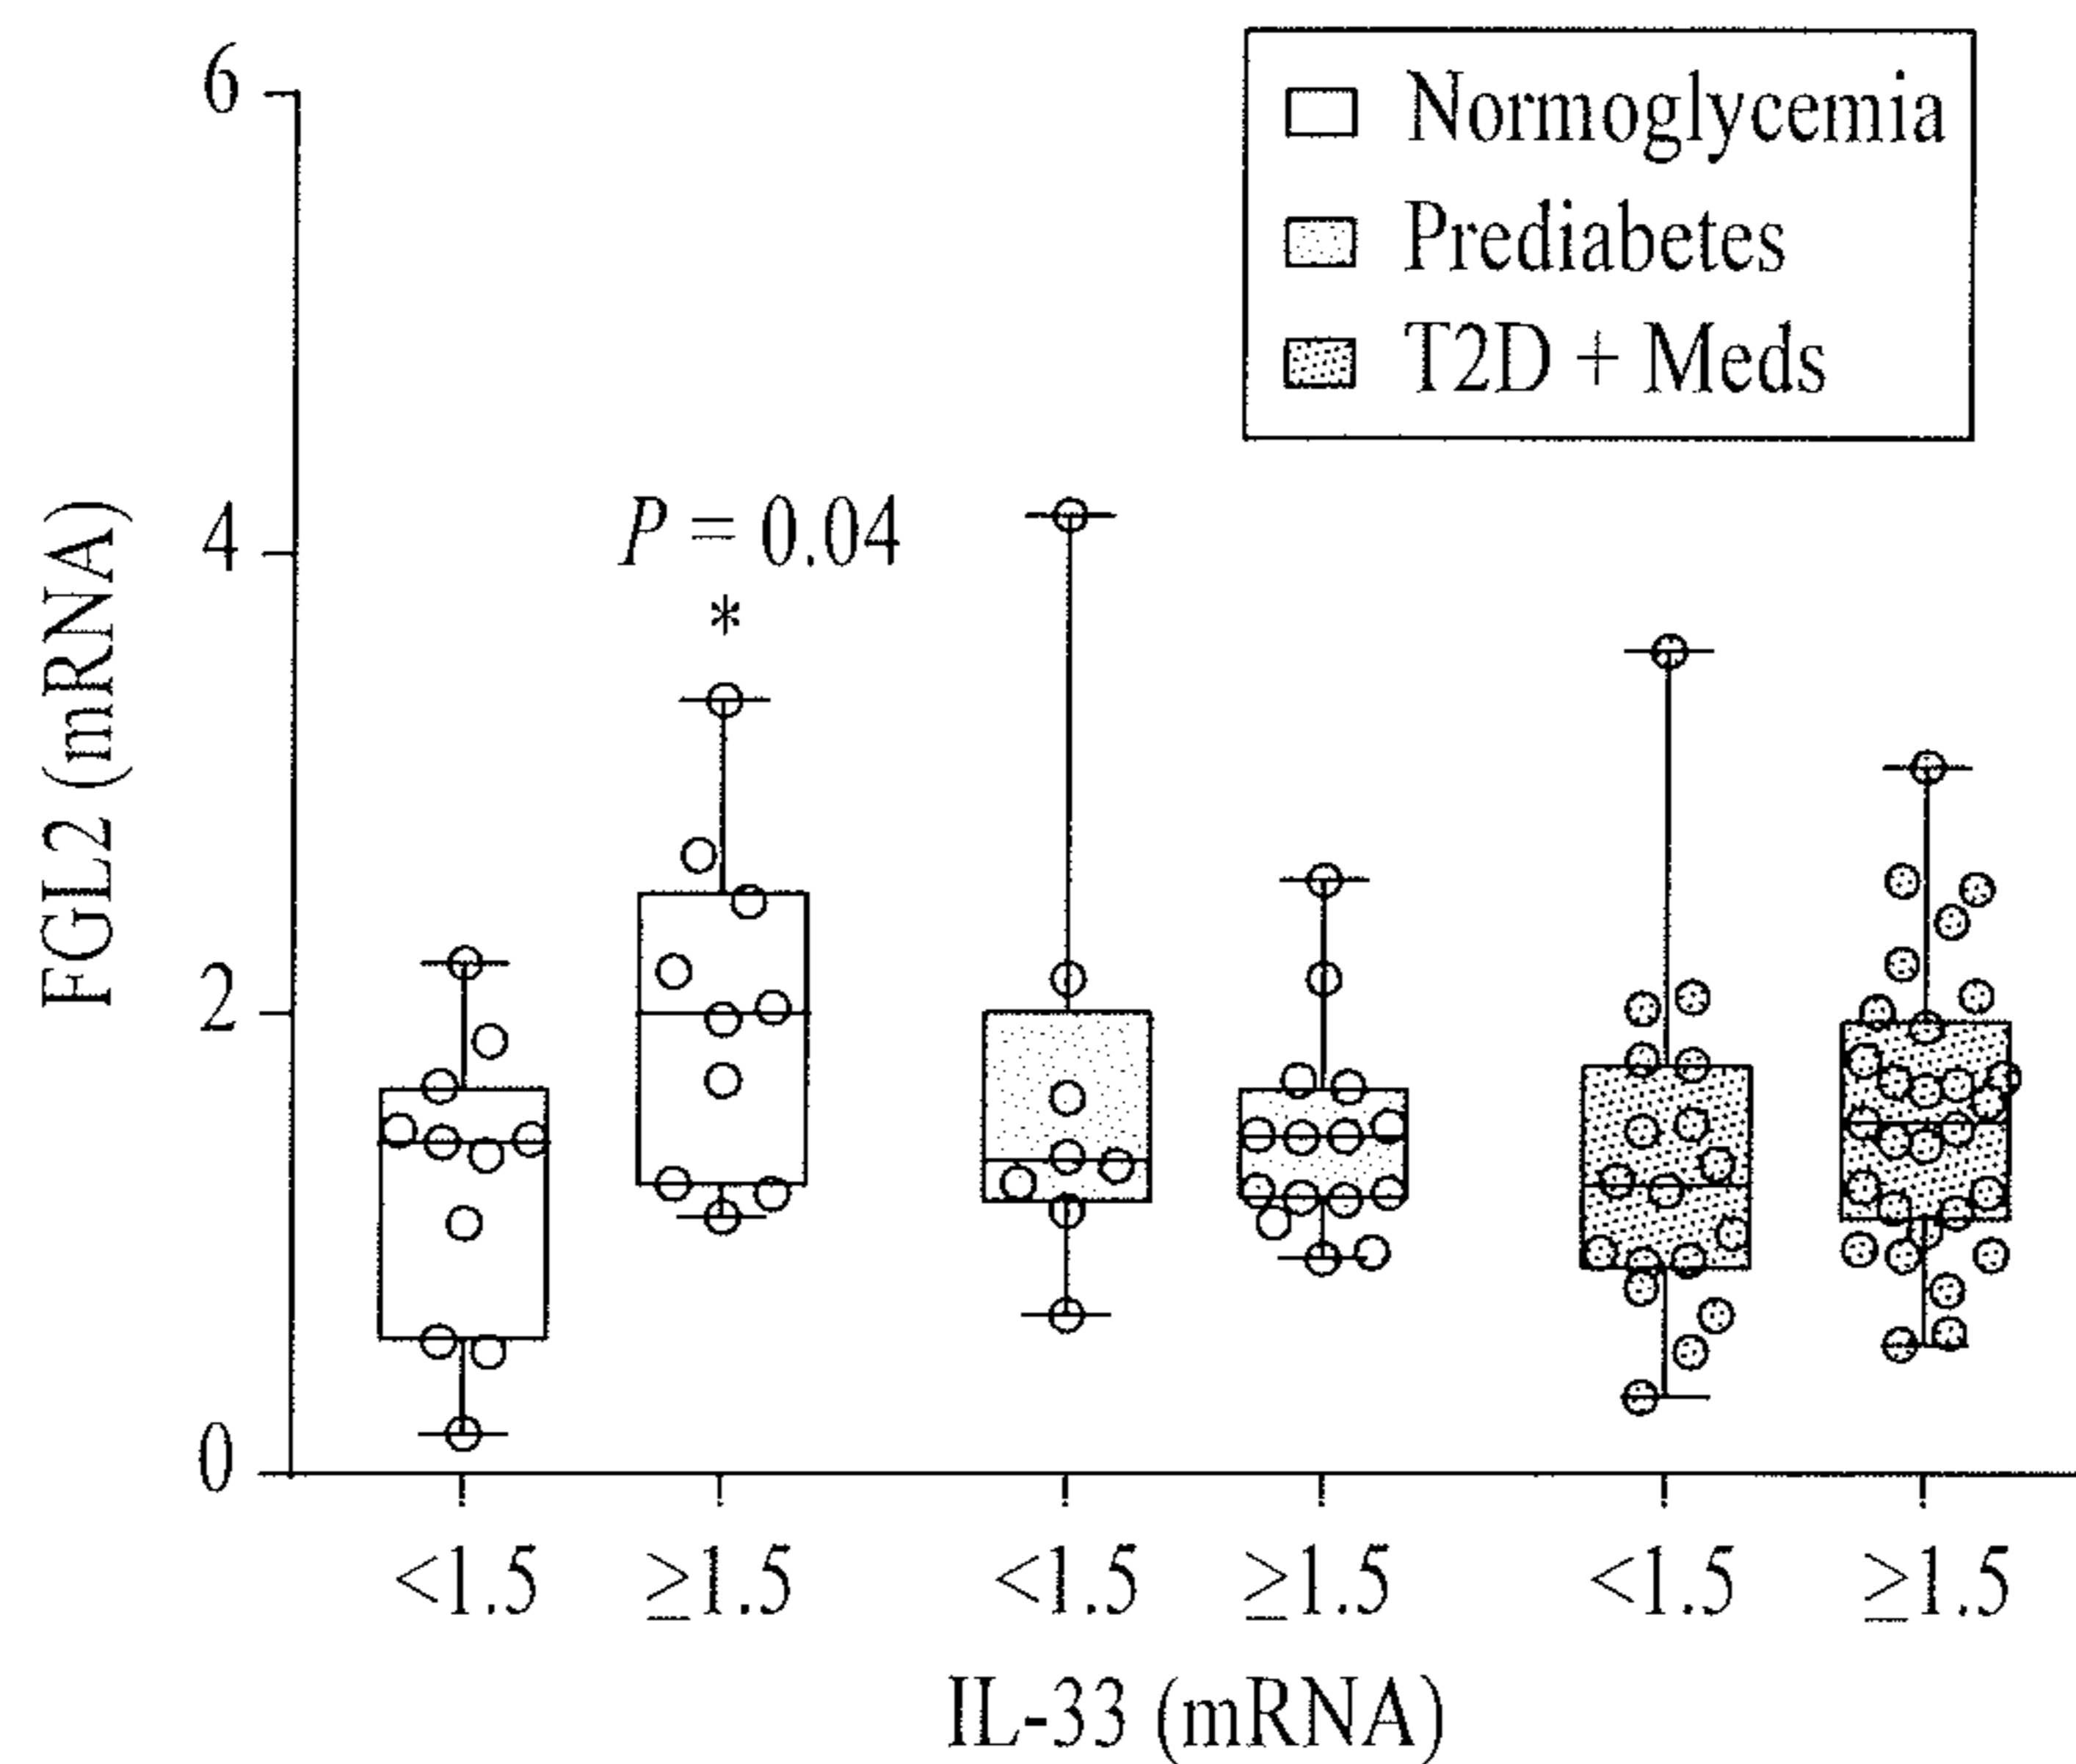 6
4
2
0
FGL2 (mRNA)
Normoglycemia
Prediabetes
T2D + Meds
P = 0.04
*
<1.5 ≥1.5 <1.5 ≥1.5 <1.5 ≥1.5
IL-33 (mRNA)